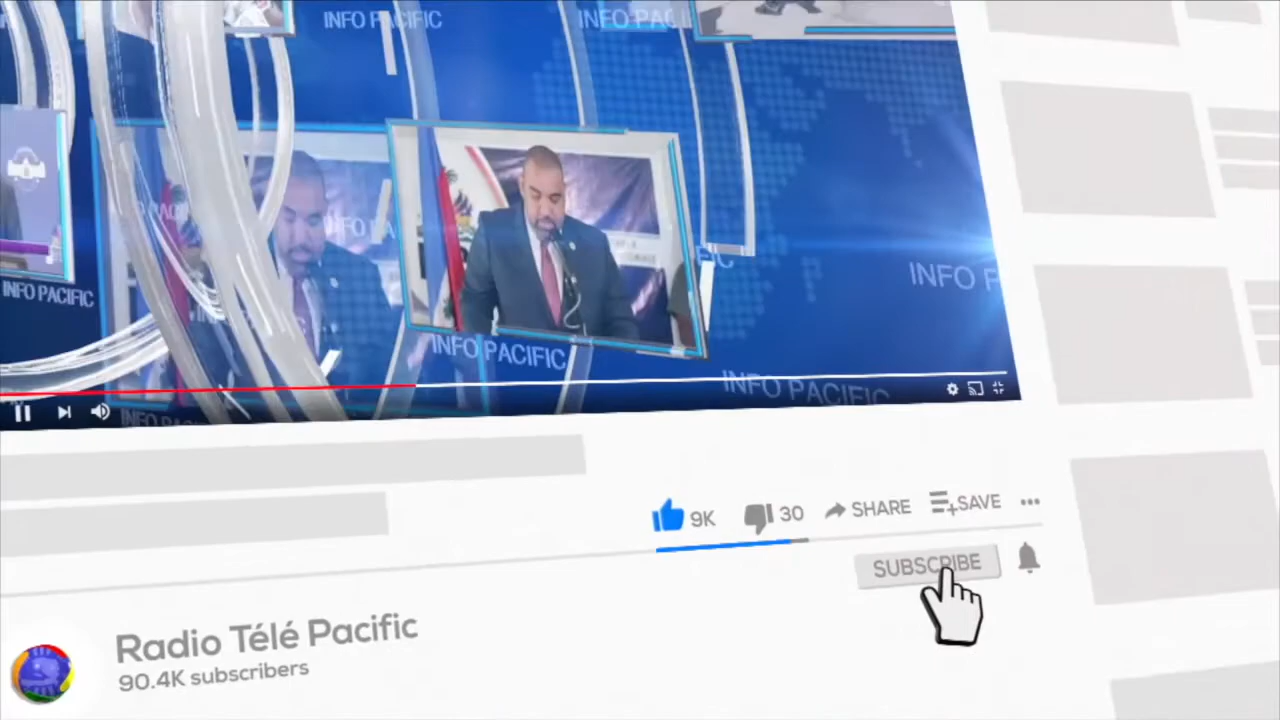 INFO PACIFIC
INFO PACIFIC
INFO PACIFIC
INFO PACIFIC
INFO PACIFIC
9K
30
SHARE
SAVE
•••
SUBSCRIBE
Radio Télé Pacific
90.4K subscribers